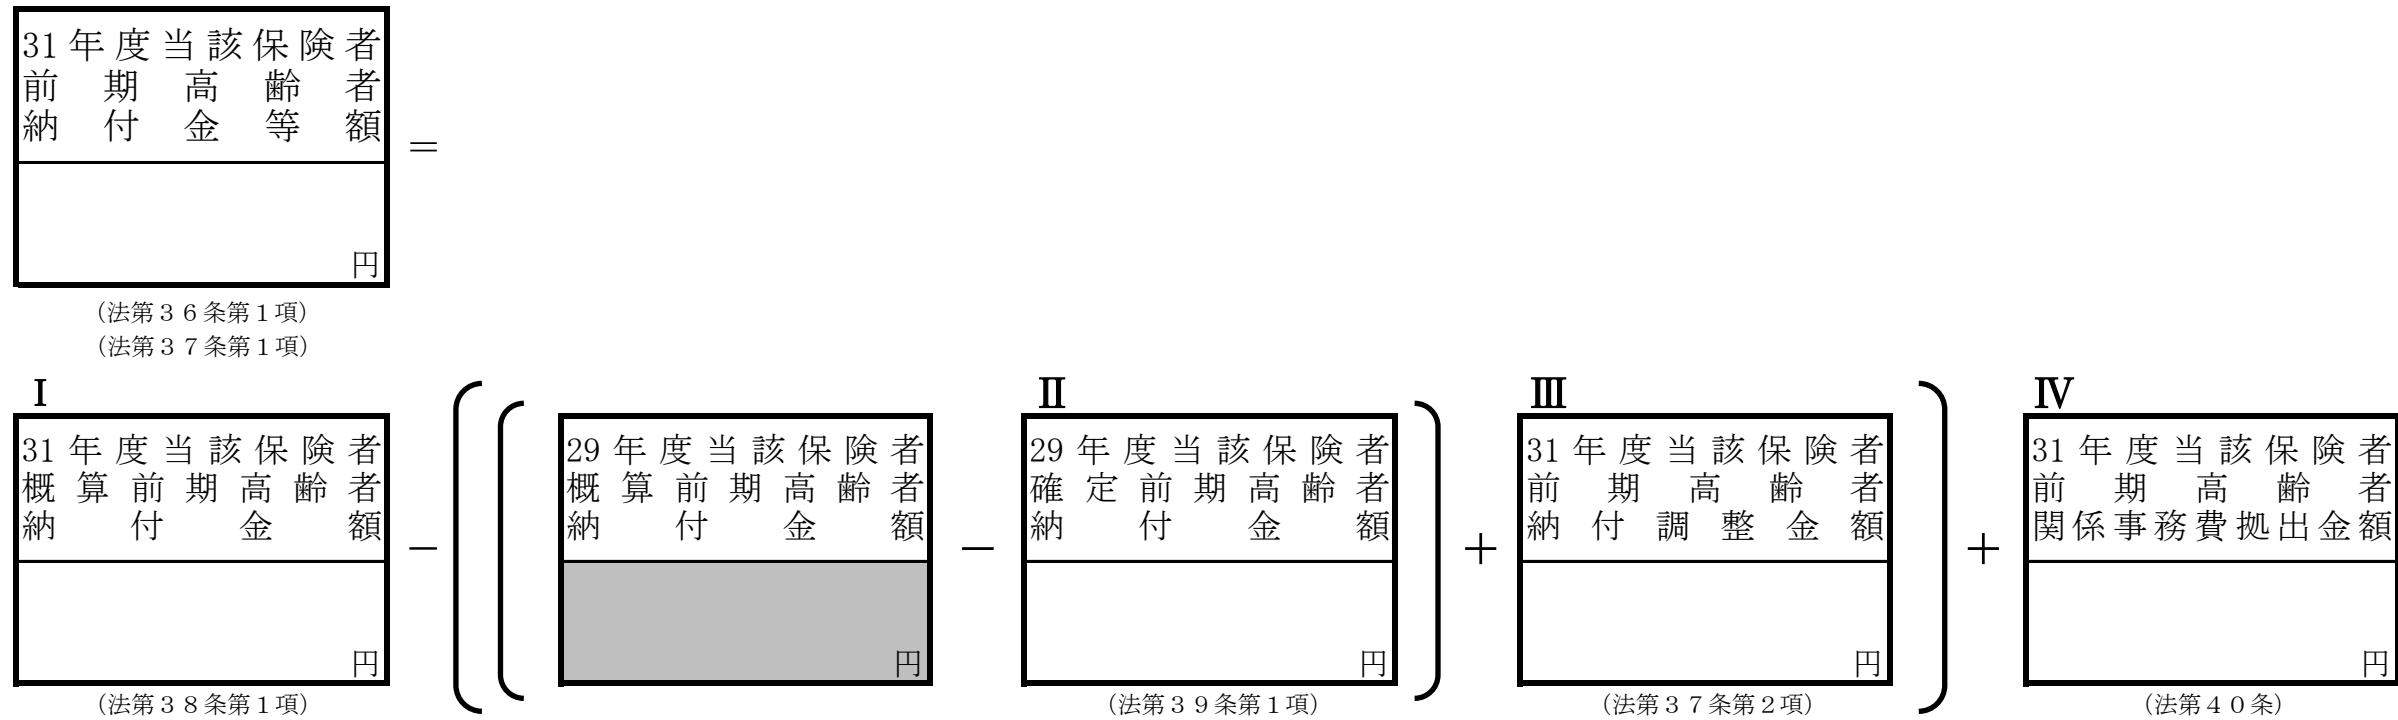 31年度当該保険者
前期高齢者
納付金等額
＝
円
（法第３６条第１項）
（法第３７条第１項）
Ⅰ
31年度当該保険者
概算前期高齢者
納付金額
円
（法第３８条第１項）
－
29年度当該保険者
概算前期高齢者
納付金額
円
－
Ⅱ
29年度当該保険者
確定前期高齢者
納付金額
円
（法第３９条第１項）
＋
Ⅲ
31年度当該保険者
前期高齢者
納付調整金額
円
（法第３７条第２項）
＋
Ⅳ
31年度当該保険者
前期高齢者
関係事務費拠出金額
円
（法第４０条）